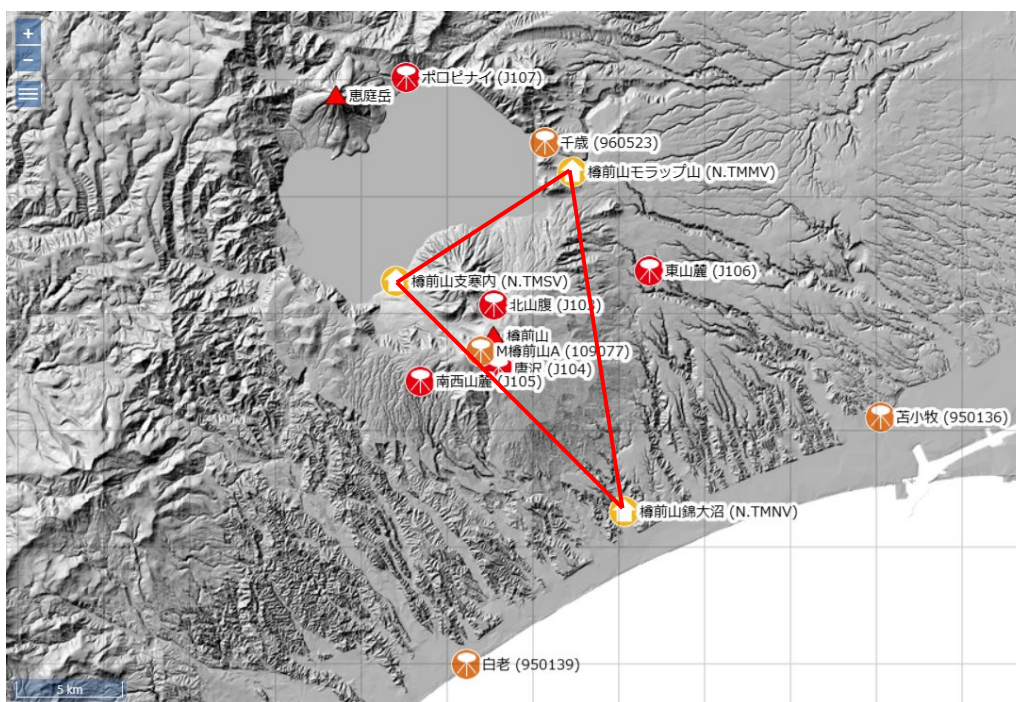 +
−
ポロピナイ (J107)
恵庭岳
千歳 (960523)
樽前山モラップ山 (N.TMMV)
東山麓 (J106)
樽前山支寒内 (N.TMSV)
北山腹 (J103)
樽前山
M樽前山A (109077)
唐沢 (J104)
南西山麓 (J105)
苫小牧 (950136)
樽前山錦大沼 (N.TMNV)
白老 (950139)
5 km